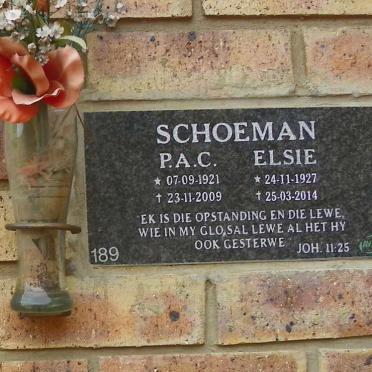 SCHOEMAN
P.A.C. ELSIE
★ 07-09-1921 ★ 24-11-1927
† 23-11-2009 † 25-03-2014
"EK IS DIE OPSTANDING EN DIE LEWE,
WIE IN MY GLO, SAL LEWE AL HET HY
OOK GESTERWE JOH. 11:25
189